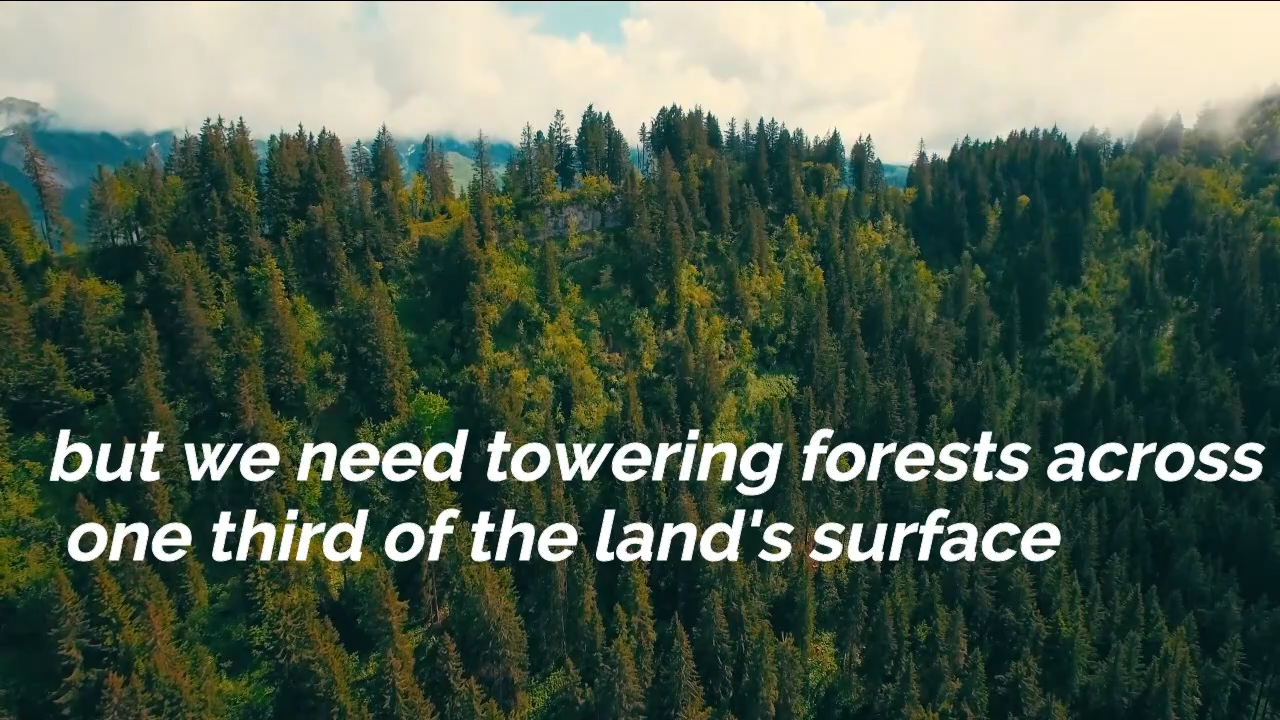 but we need towering forests across
one third of the land's surface